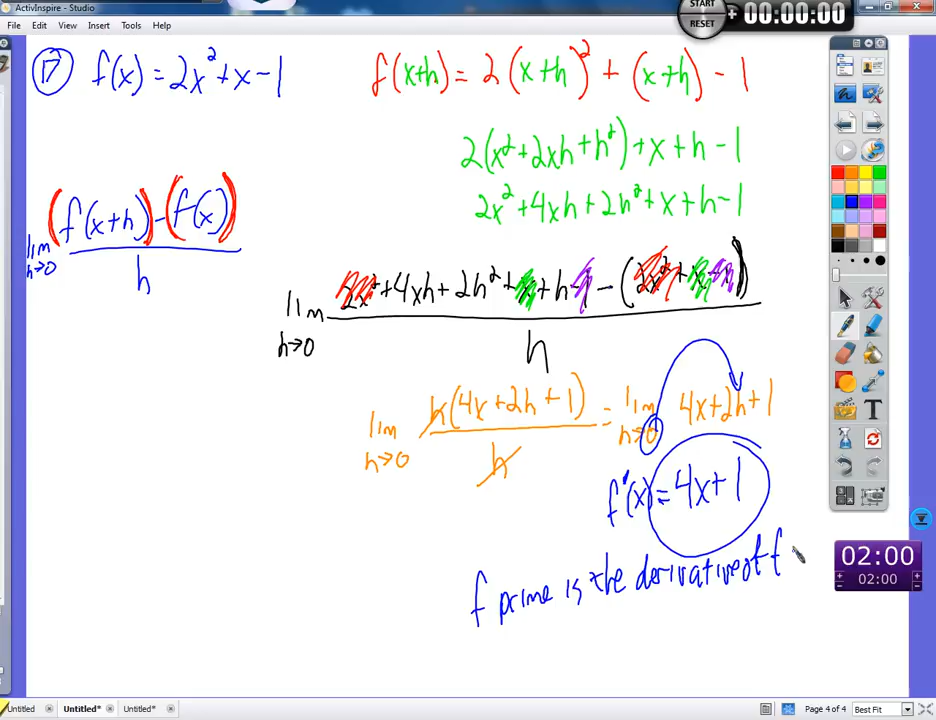 ActivInspire - Studio
START
RESET
00:00:00
File Edit View Insert Tools Help
17 f(x) = 2x² + x - 1
f(x+h) = 2(x+h)² + (x+h) - 1
2(x² + 2xh + h²) + x + h - 1
2x² + 4xh + 2h² + x + h - 1
lim h→0 (f(x+h)) - (f(x))
h
lim h→0 2x² + 4xh + 2h² + x + h - 1 - (2x² + x - 1)
h
lim h→0 h(4x + 2h + 1) = lim h→0 4x + 2h + 1
h
f'(x) = 4x + 1
f prime is the derivative of f
02:00
02:00
Untitled Untitled* Untitled*
Page 4 of 4 Best Fit